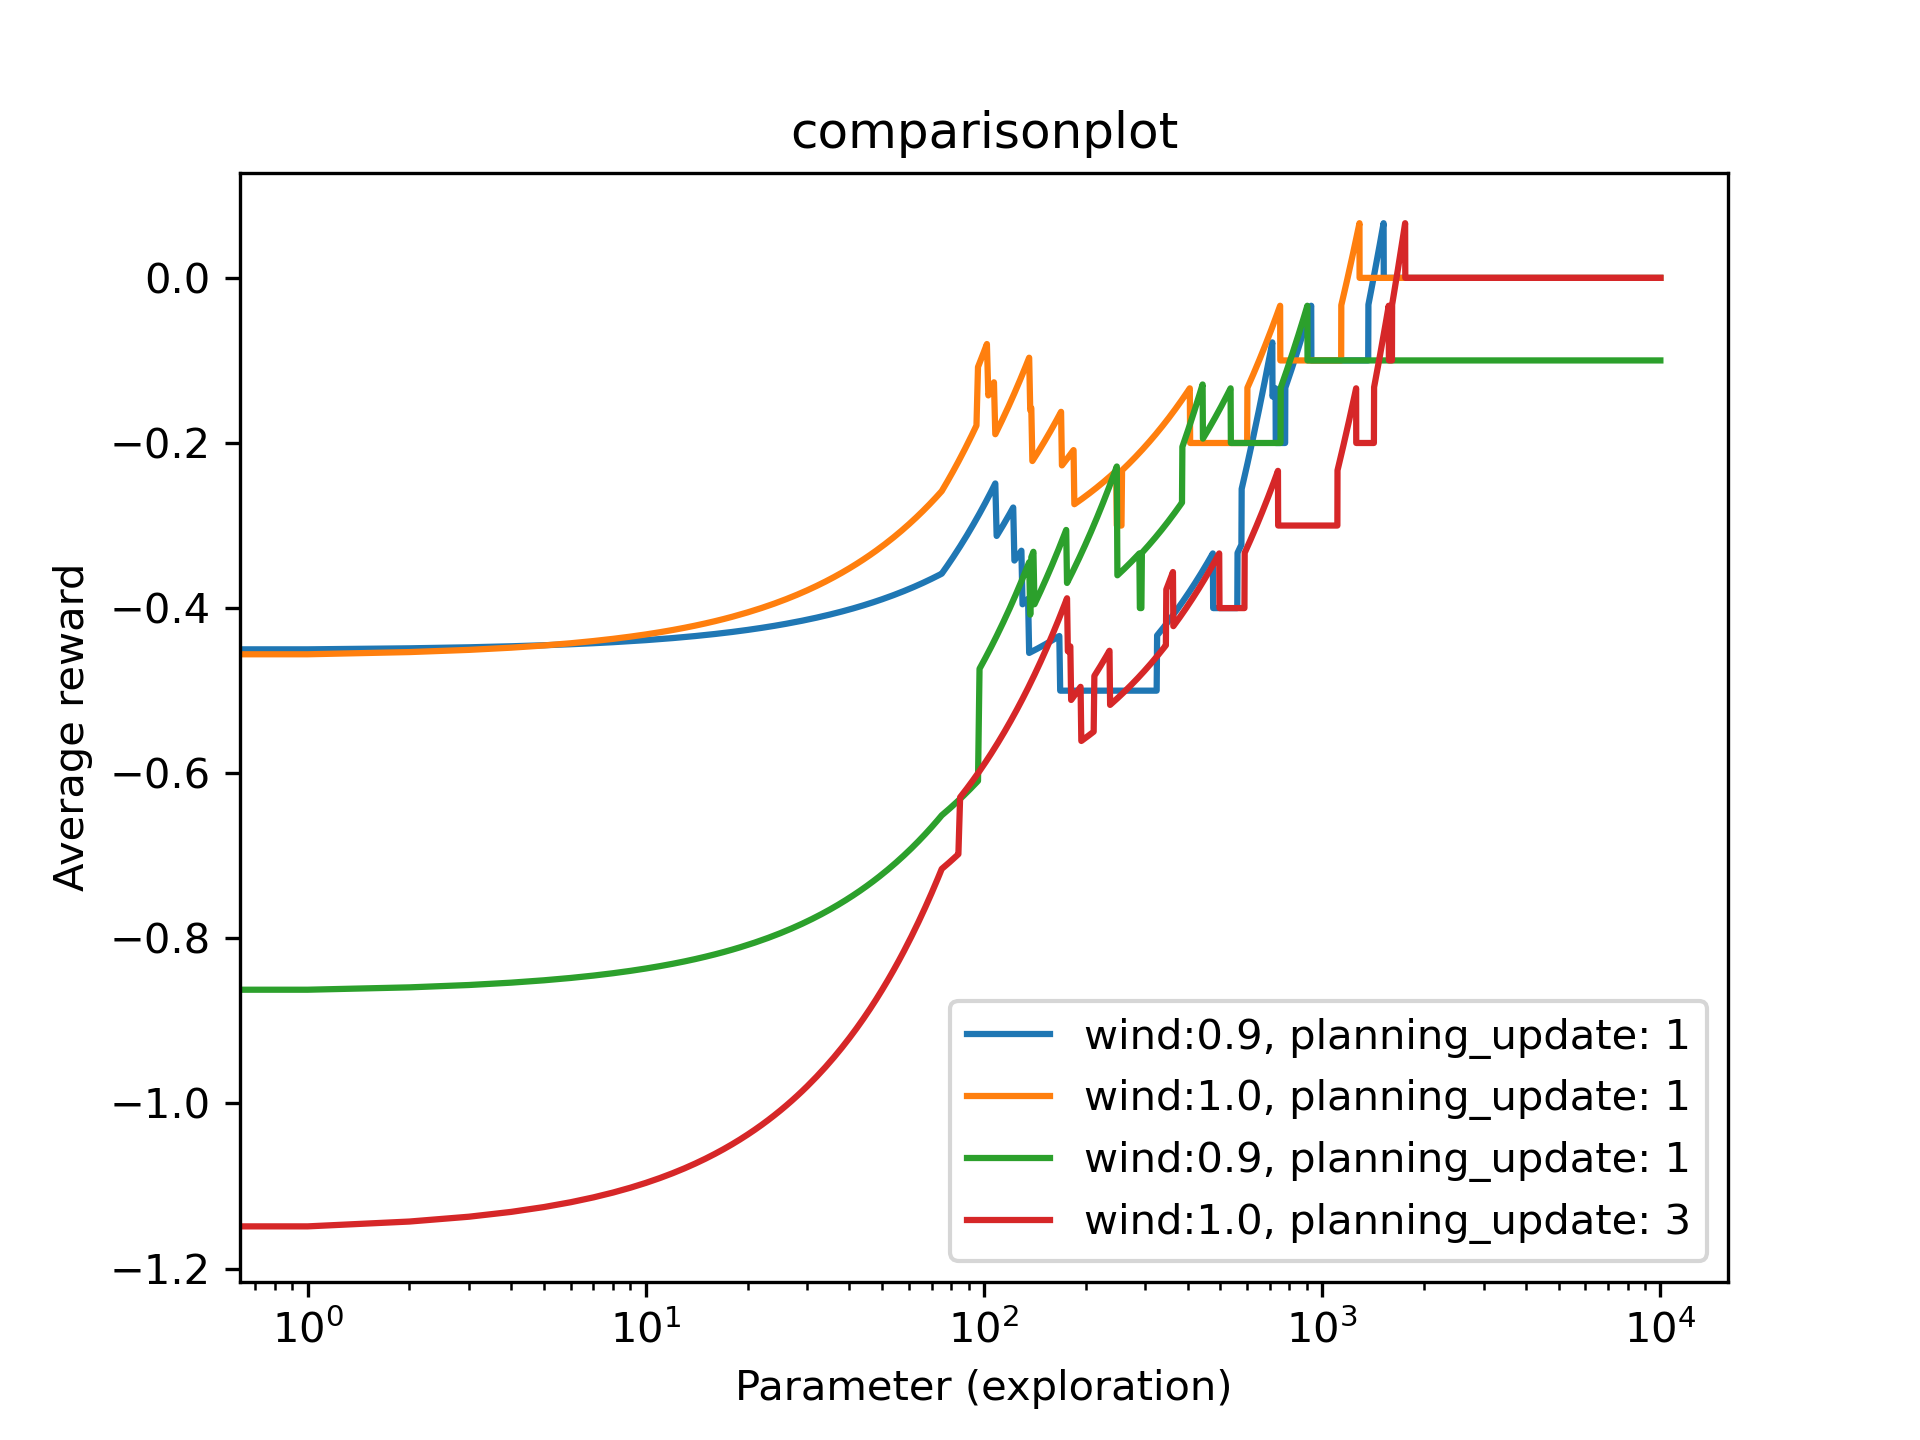 comparisonplot
Average reward
0.0
−0.2
−0.4
−0.6
−0.8
−1.0
−1.2
10⁰ 10¹ 10² 10³ 10⁴
Parameter (exploration)
wind:0.9, planning_update: 1
wind:1.0, planning_update: 1
wind:0.9, planning_update: 1
wind:1.0, planning_update: 3